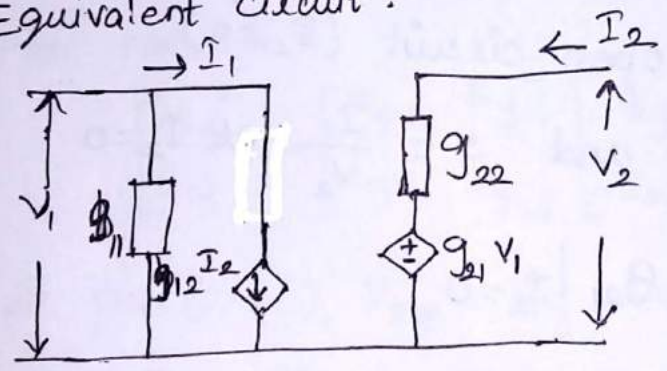 Equivalent circuit :
→ I₁
← I₂
V₁
g₁₁
g₁₂ I₂
g₂₂
± g₂₁ V₁
V₂